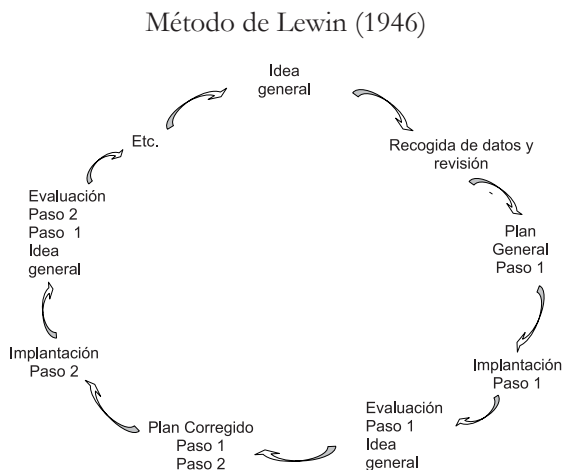 Método de Lewin (1946)
Idea
general
Recogida de datos y
revisión
Plan
General
Paso 1
Implantación
Paso 1
Evaluación
Paso 1
Idea
general
Plan Corregido
Paso 1
Paso 2
Implantación
Paso 2
Evaluación
Paso 2
Paso 1
Idea
general
Etc.